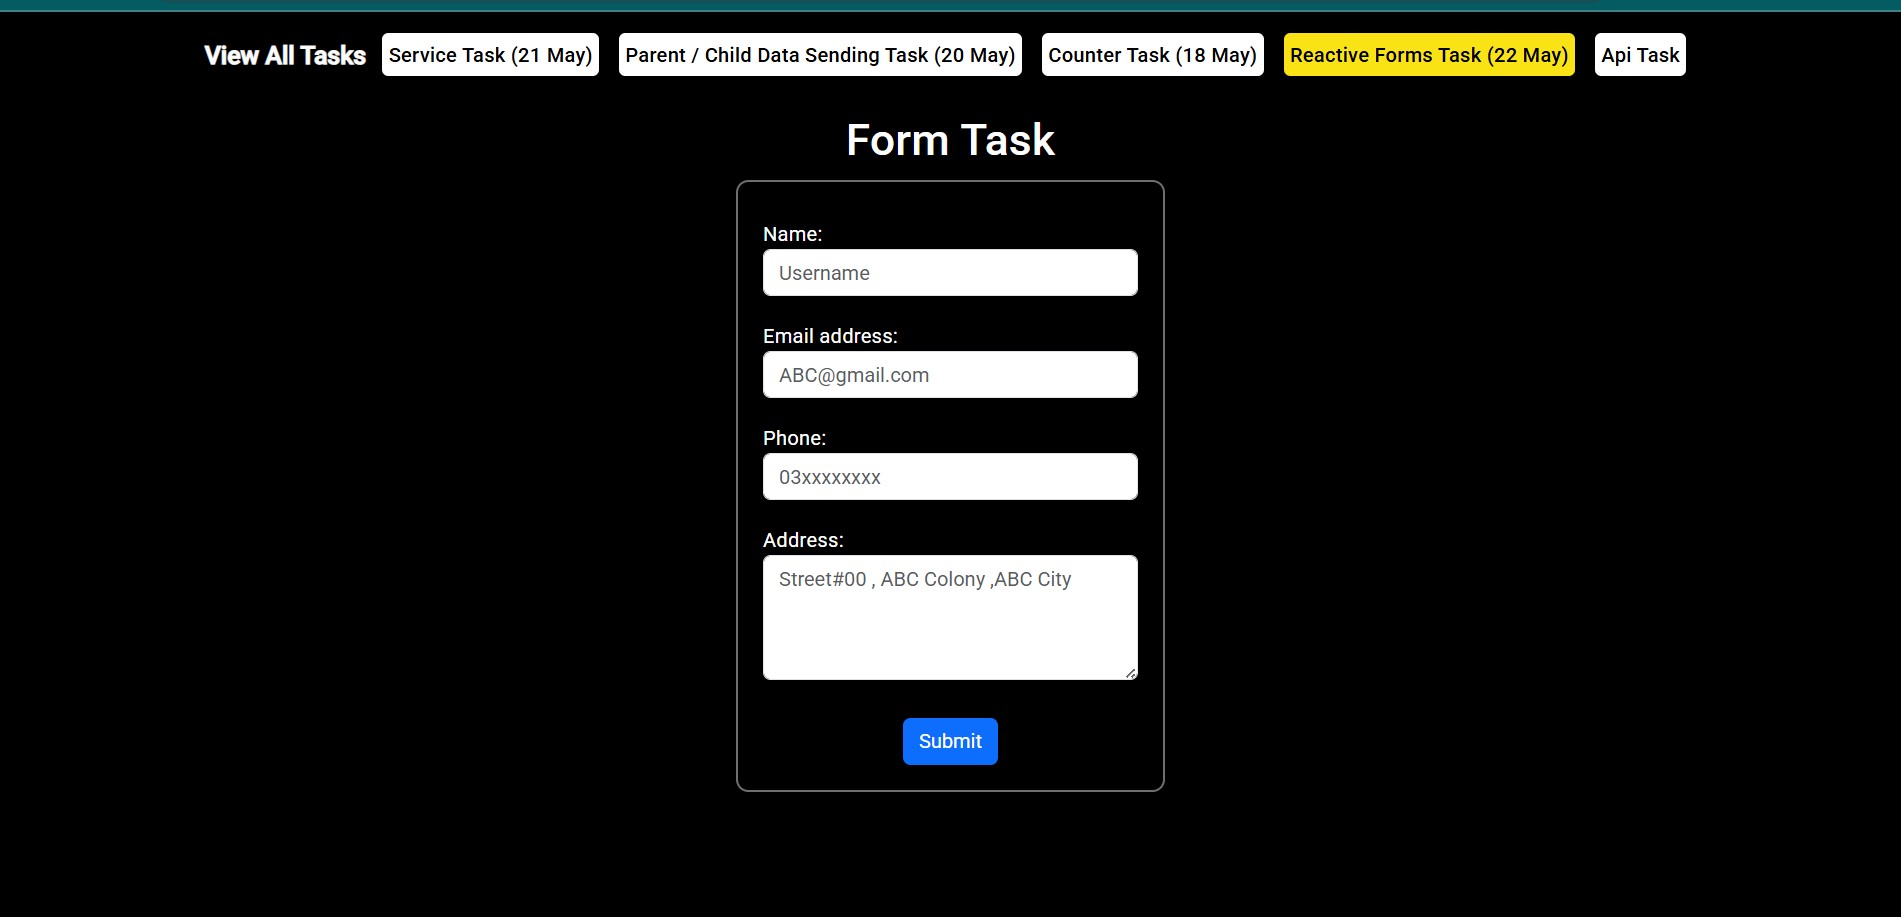 View All Tasks Service Task (21 May) Parent / Child Data Sending Task (20 May) Counter Task (18 May) Reactive Forms Task (22 May) Api Task
Form Task
Name:
Username
Email address:
ABC@gmail.com
Phone:
03xxxxxxxx
Address:
Street#00 , ABC Colony ,ABC City
Submit